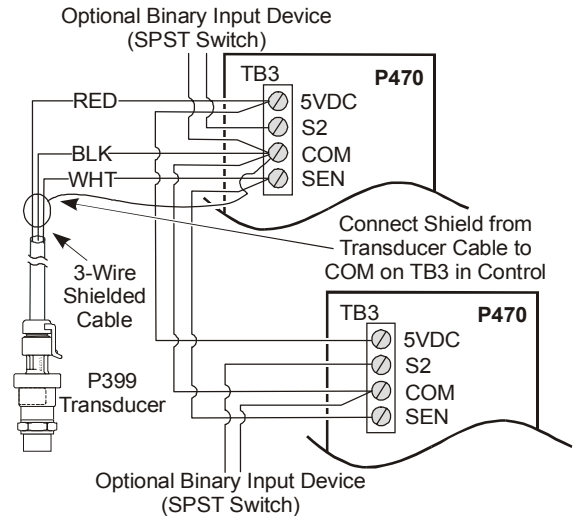 Optional Binary Input Device
(SPST Switch)
TB3
P470
RED
5VDC
S2
BLK
COM
WHT
SEN
Connect Shield from
Transducer Cable to
COM on TB3 in Control
3-Wire
Shielded
Cable
TB3
P470
5VDC
S2
COM
SEN
P399
Transducer
Optional Binary Input Device
(SPST Switch)